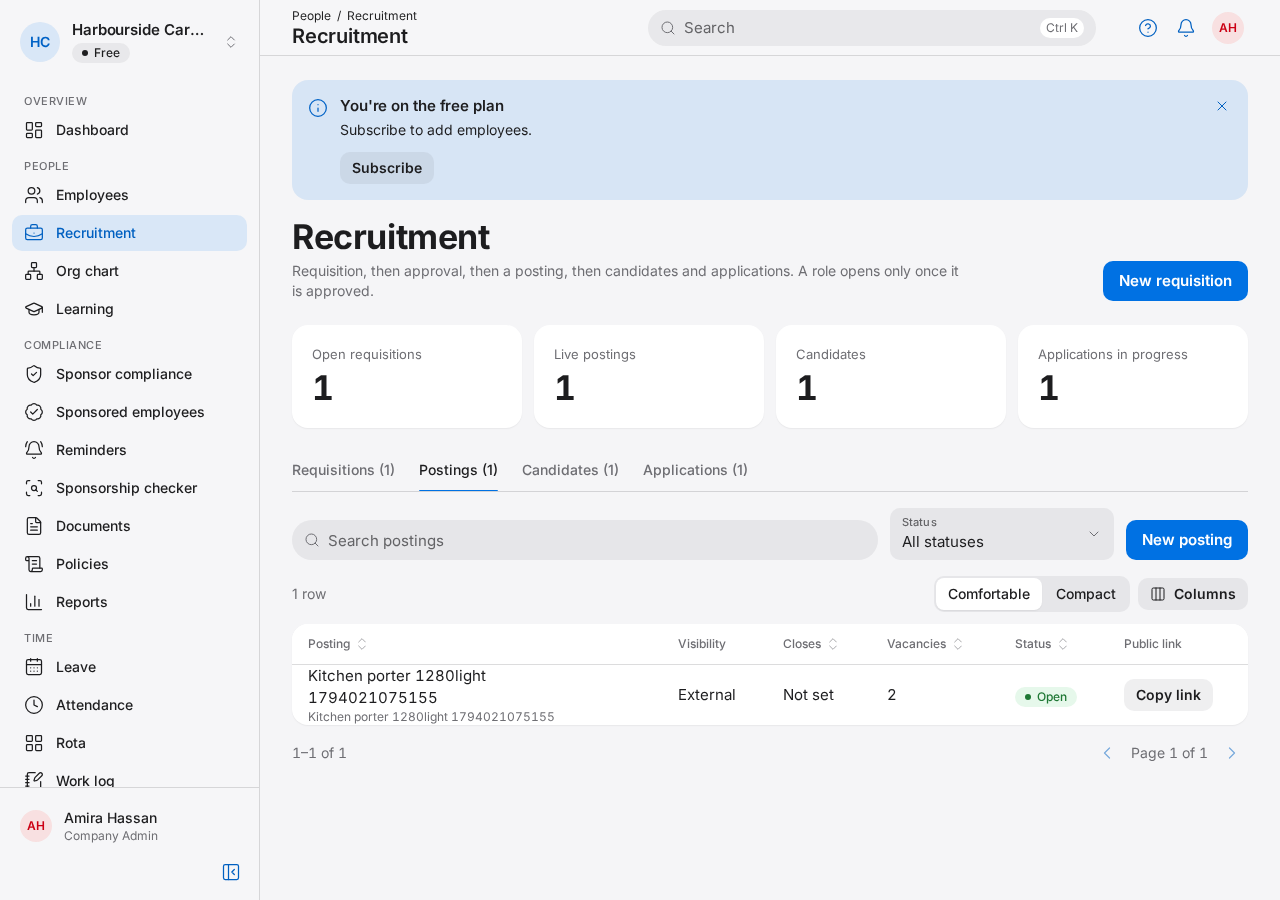 HC
Harbourside Car...
Free
OVERVIEW
Dashboard
PEOPLE
Employees
Recruitment
Org chart
Learning
COMPLIANCE
Sponsor compliance
Sponsored employees
Reminders
Sponsorship checker
Documents
Policies
Reports
TIME
Leave
Attendance
Rota
Work log
AH
Amira Hassan
Company Admin
People / Recruitment
Recruitment
Search
Ctrl K
AH
You're on the free plan
Subscribe to add employees.
Subscribe
Recruitment
Requisition, then approval, then a posting, then candidates and applications. A role opens only once it
is approved.
New requisition
Open requisitions
1
Live postings
1
Candidates
1
Applications in progress
1
Requisitions (1)
Postings (1)
Candidates (1)
Applications (1)
Search postings
Status
All statuses
New posting
1 row
Comfortable
Compact
Columns
Posting
Visibility
Closes
Vacancies
Status
Public link
Kitchen porter 1280light
1794021075155
Kitchen porter 1280light 1794021075155
External
Not set
2
Open
Copy link
1–1 of 1
Page 1 of 1